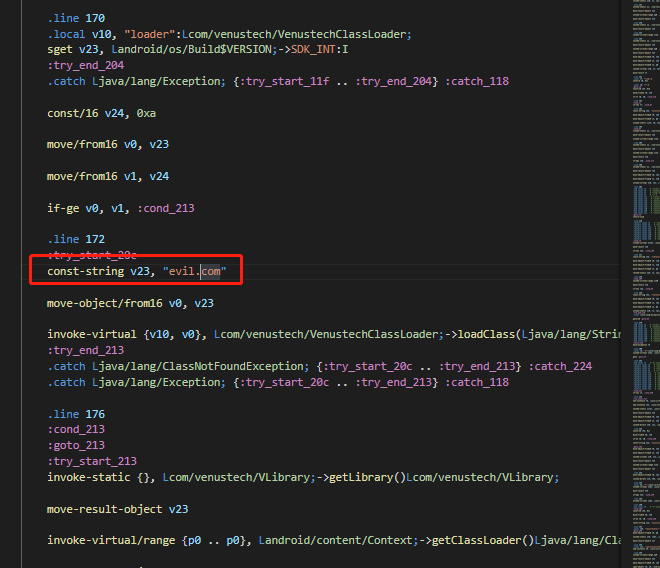 .line 170
.local v10, "loader":Lcom/venustech/VenustechClassLoader;
sget v23, Landroid/os/Build$VERSION;->SDK_INT:I
:try_end_204
.catch Ljava/lang/Exception; {:try_start_11f .. :try_end_204} :catch_118
const/16 v24, 0xa
move/from16 v0, v23
move/from16 v1, v24
if-ge v0, v1, :cond_213
.line 172
:try_start_20c
const-string v23, "evil.com"
move-object/from16 v0, v23
invoke-virtual {v10, v0}, Lcom/venustech/VenustechClassLoader;->loadClass(Ljava/lang/Strin
:try_end_213
.catch Ljava/lang/ClassNotFoundException; {:try_start_20c .. :try_end_213} :catch_224
.catch Ljava/lang/Exception; {:try_start_20c .. :try_end_213} :catch_118
.line 176
:cond_213
:goto_213
:try_start_213
invoke-static {}, Lcom/venustech/VLibrary;->getLibrary()Lcom/venustech/VLibrary;
move-result-object v23
invoke-virtual/range {p0 .. p0}, Landroid/content/Context;->getClassLoader()Ljava/lang/Cla